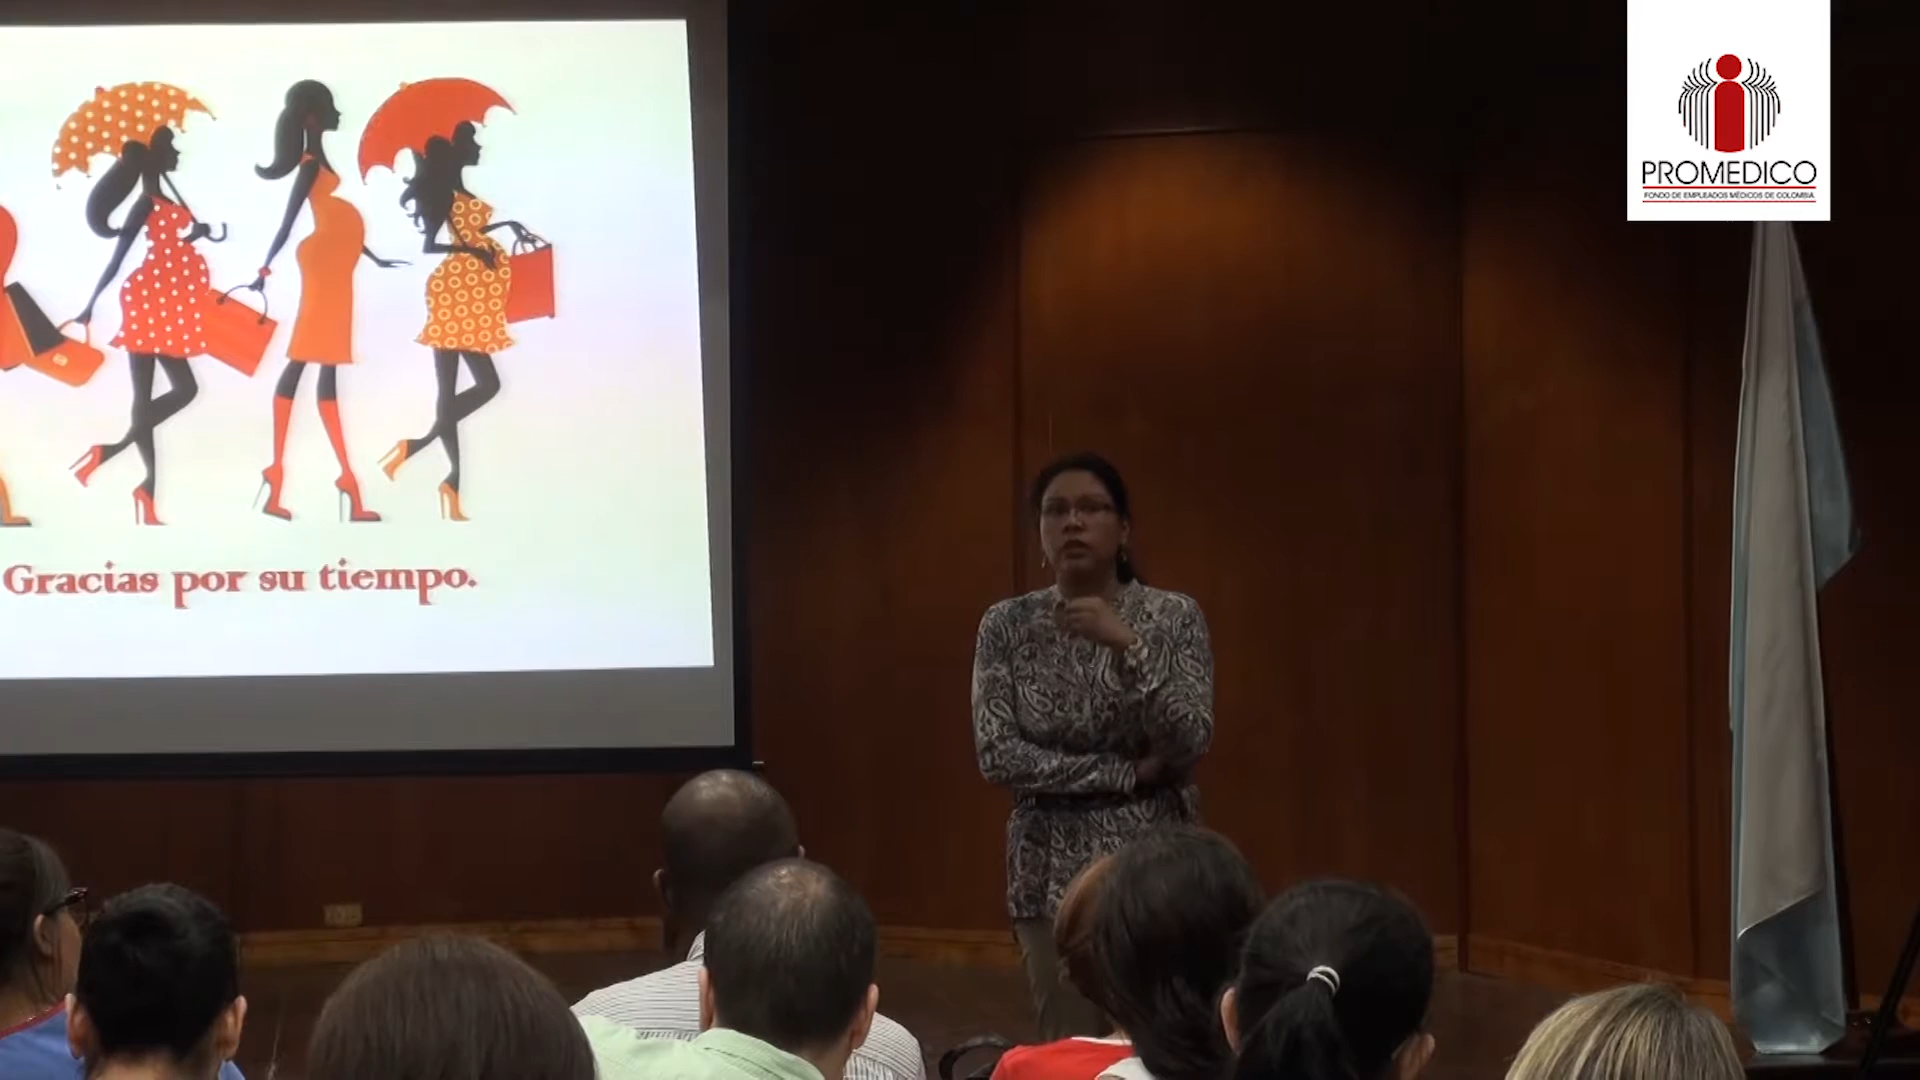 PROMEDICO
FONDO DE EMPLEADOS MÉDICOS DE COLOMBIA
Gracias por su tiempo.